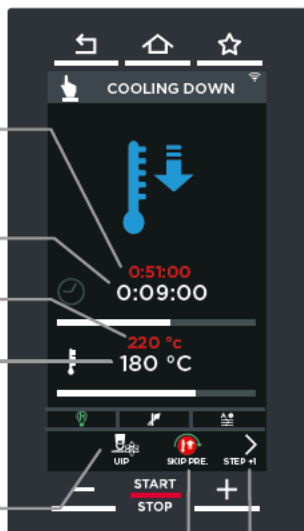 COOLING DOWN
0:51:00
0:09:00
220 °c
180 °C
UIP SKIP PRE. STEP +1
START
STOP